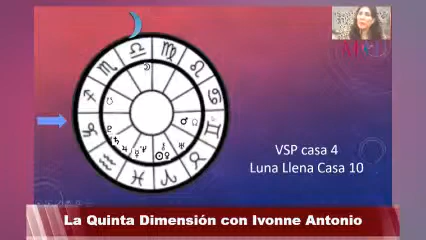 VSP casa 4
Luna Llena Casa 10
La Quinta Dimensión con Ivonne Antonio